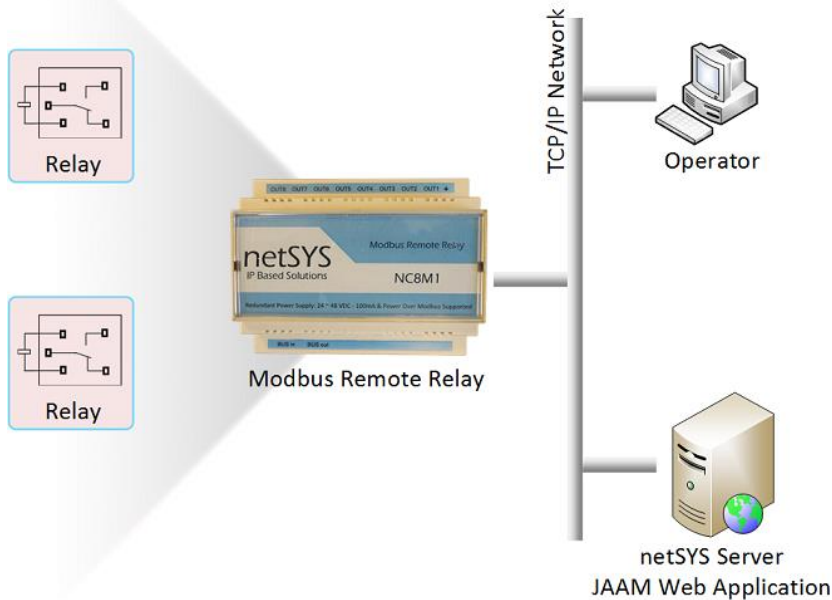 Relay
Relay
OUT8 OUT7 OUT6 OUT5 OUT4 OUT3 OUT2 OUT1 +
Modbus Remote Relay
netSYS
IP Based Solutions
NC8M1
Redundant Power Supply: 24 ~ 48 VDC - 100mA & Power Over Modbus Supported
BUS in BUS out
Modbus Remote Relay
TCP/IP Network
Operator
netSYS Server
JAAM Web Application